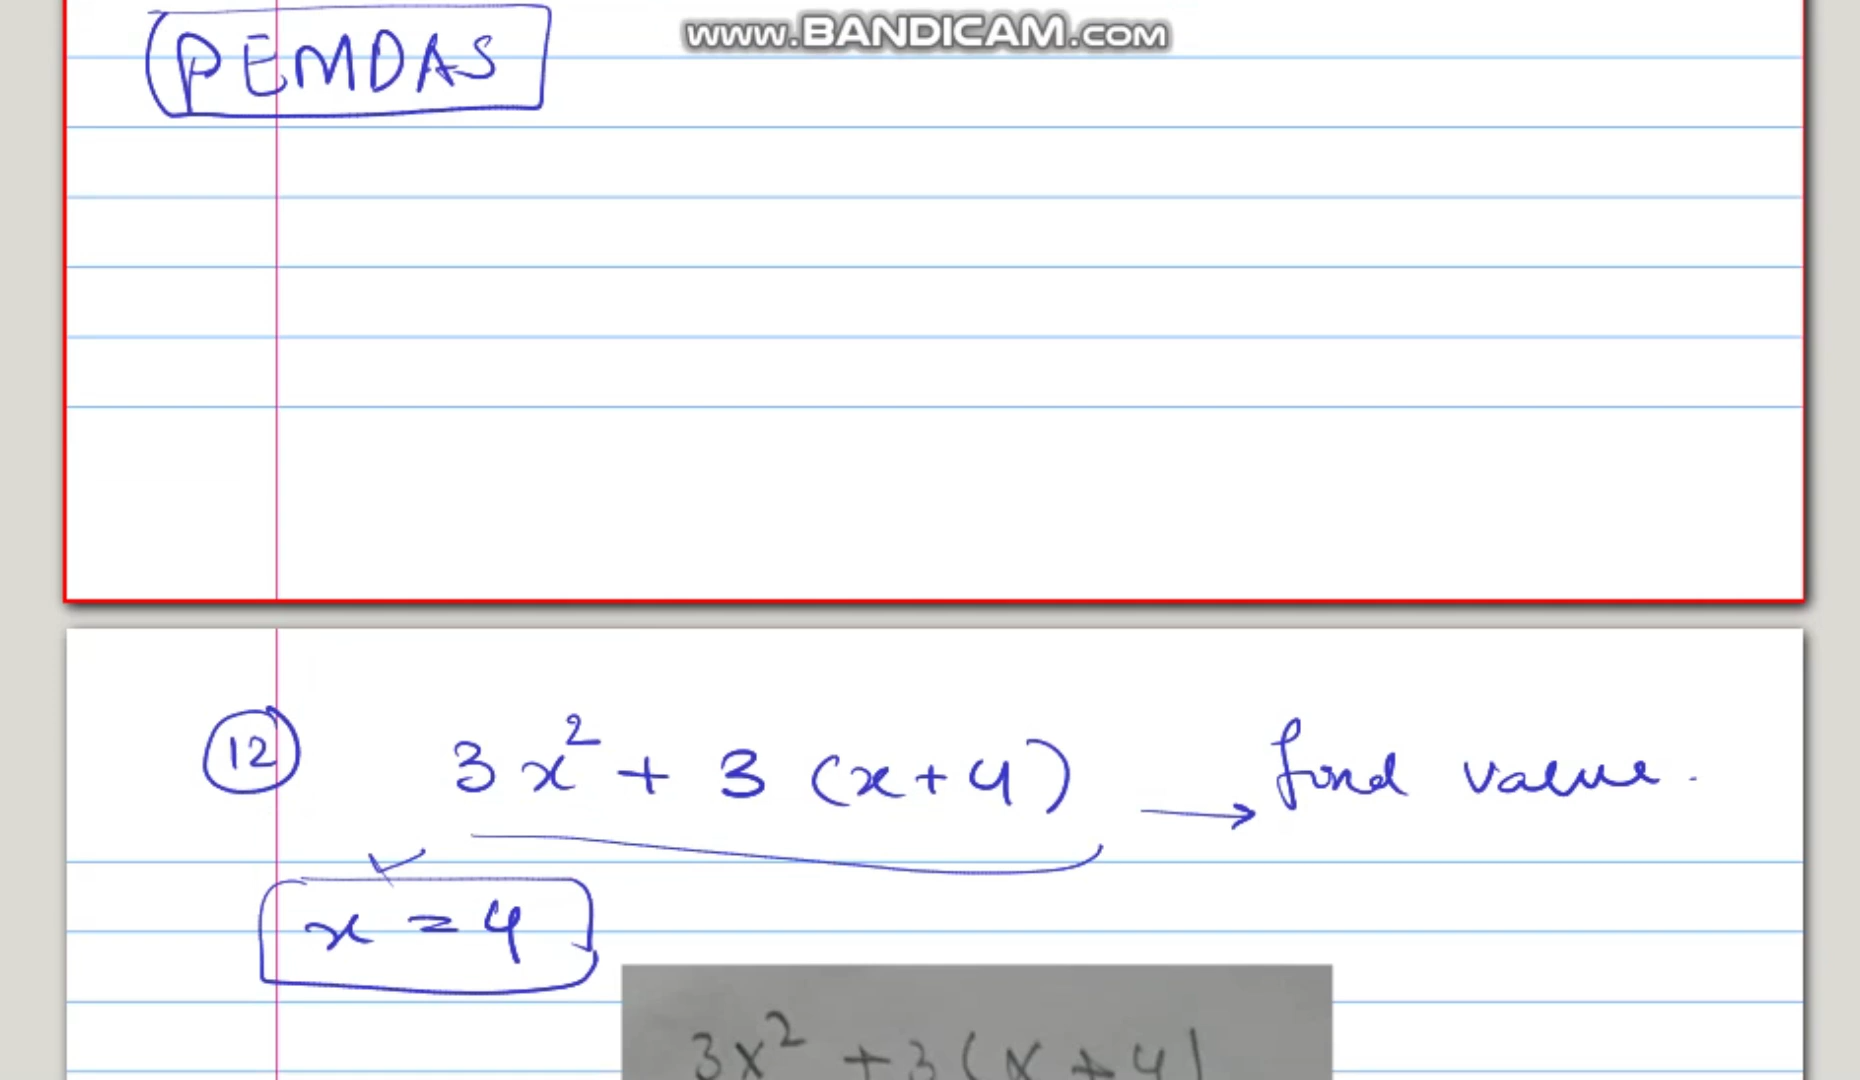 www.BANDICAM.com
PEMDAS
12 3x² + 3 (x+4) → find value.
x = 4
3x² + 3 (x + 4)